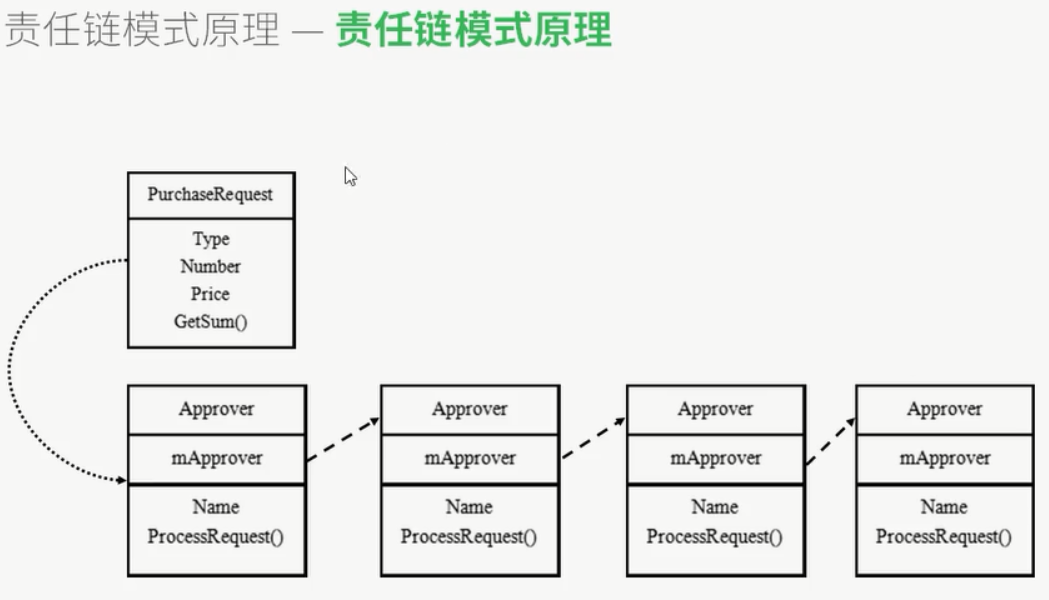 责任链模式原理 — 责任链模式原理
PurchaseRequest
Type
Number
Price
GetSum()
Approver
mApprover
Name
ProcessRequest()
Approver
mApprover
Name
ProcessRequest()
Approver
mApprover
Name
ProcessRequest()
Approver
mApprover
Name
ProcessRequest()